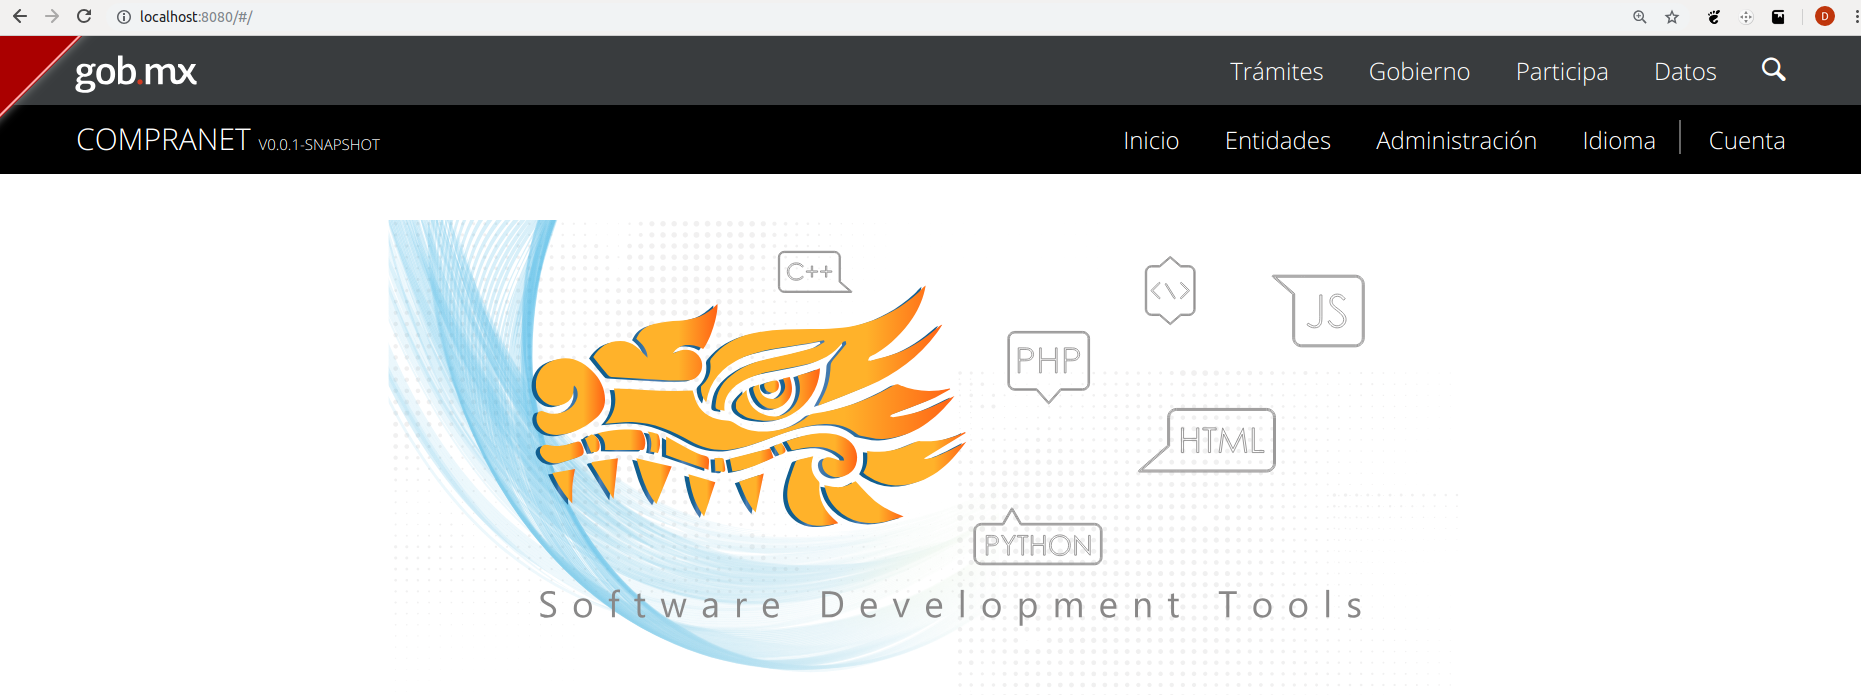 localhost:8080/#/
D
gob.mx Trámites Gobierno Participa Datos
COMPRANET V0.0.1-SNAPSHOT Inicio Entidades Administración Idioma Cuenta
C++
<\>
JS
PHP
HTML
PYTHON
Software Development Tools